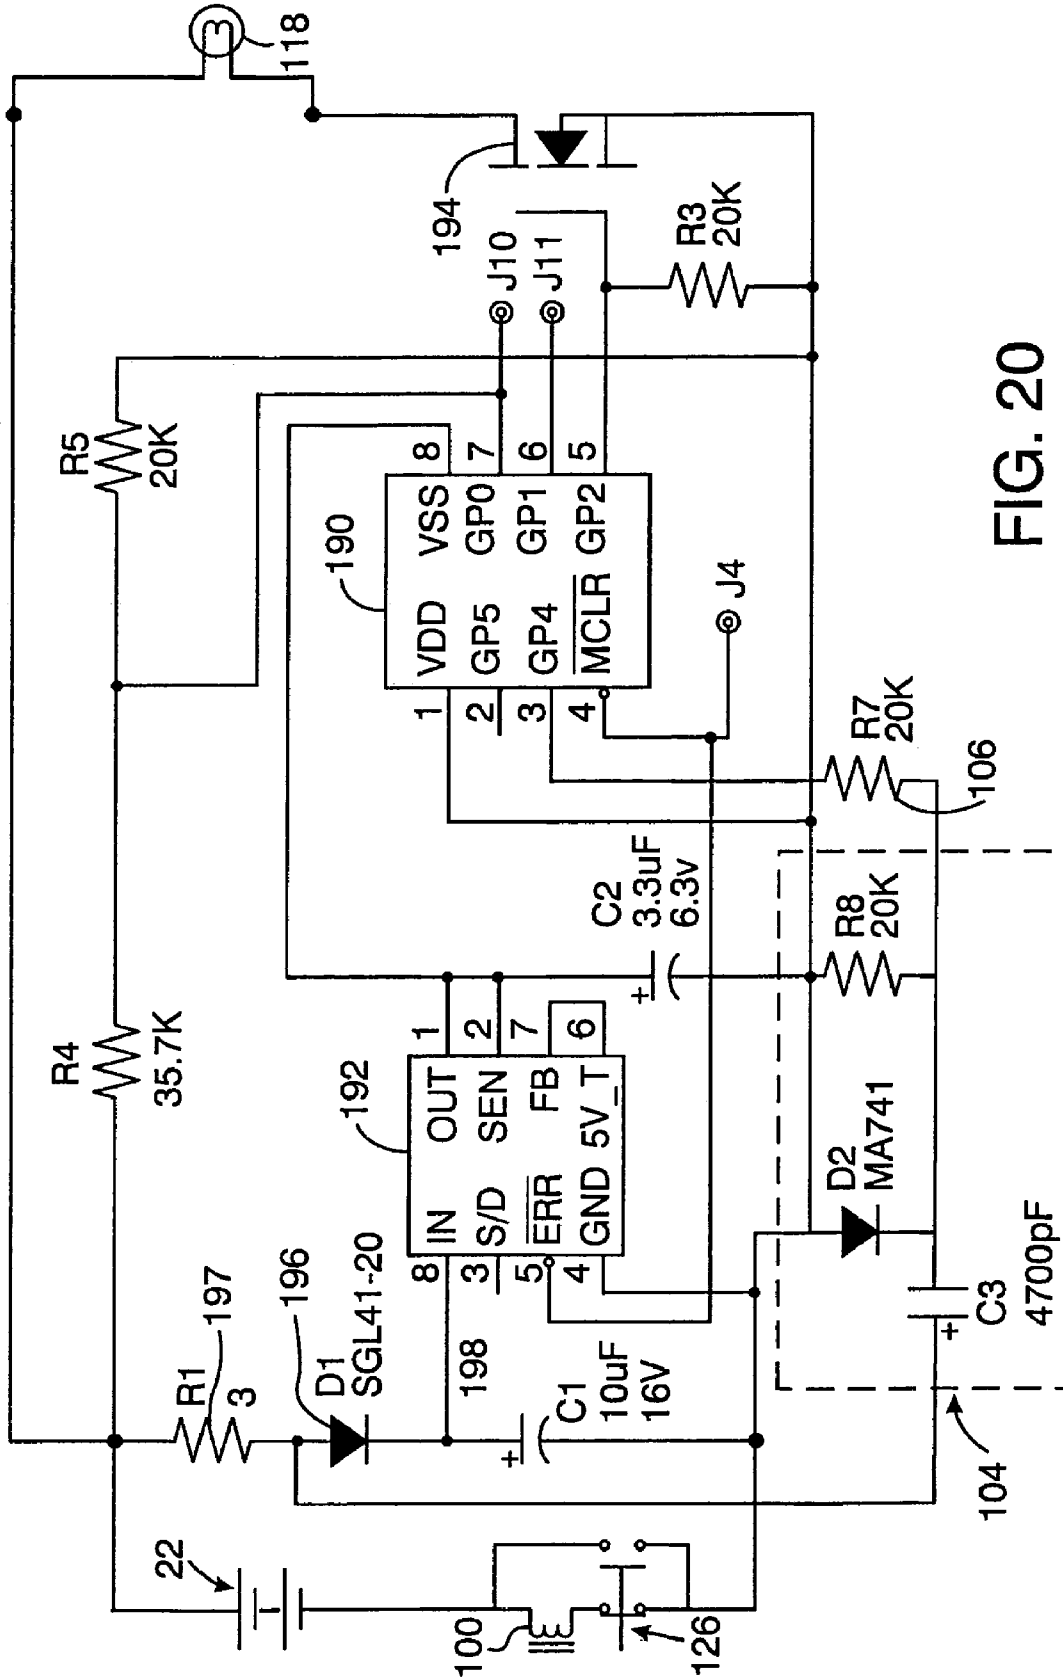 118
R5
20K
R4
35.7K
194
J10
J11
R3
20K
190
VDD
VSS
8
1
GP5
GP0
7
2
GP4
GP1
6
3
MCLR
GP2
5
4
J4
192
IN
OUT
1
8
S/D
SEN
2
3
ERR
FB
7
5
GND
5V_T
6
4
C2
3.3uF
6.3v
R7
20K
106
R8
20K
D2
MA741
C3
+
4700pF
104
R1
3
197
196
D1
SGL41-20
198
C1
10uF
16V
+
+
22
100
126
FIG. 20